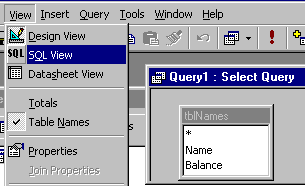 View Insert Query Tools Window Help
Design View
SQL SQL View
Datasheet View
Totals
Table Names
Properties
Join Properties
Query1 : Select Query
tblNames
*
Name
Balance